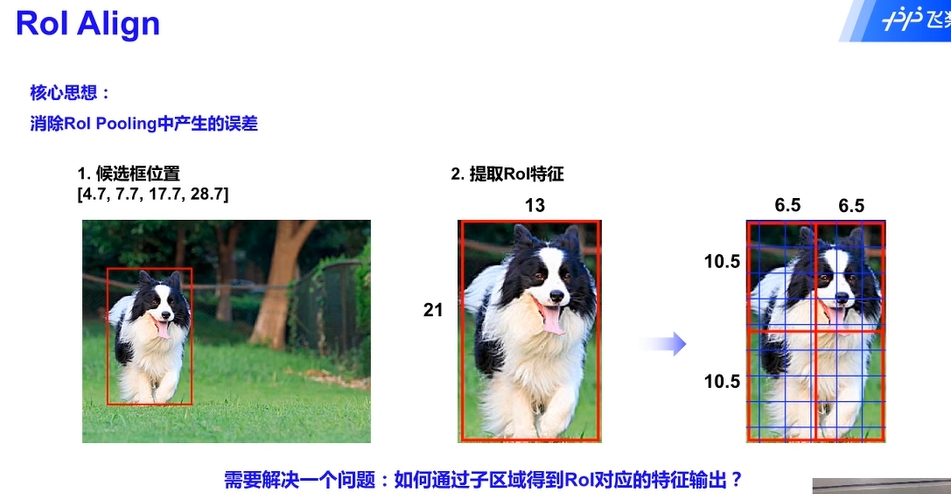 RoI Align
飞桨
核心思想：
消除RoI Pooling中产生的误差
1. 候选框位置
[4.7, 7.7, 17.7, 28.7]
2. 提取RoI特征
13
21
6.5 6.5
10.5
10.5
需要解决一个问题：如何通过子区域得到RoI对应的特征输出？